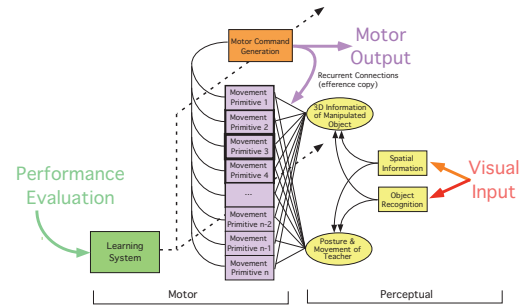 Motor Command
Generation
Motor
Output
Recurrent Connections
(efference copy)
Movement
Primitive 1
Movement
Primitive 2
Movement
Primitive 3
Movement
Primitive 4
...
Movement
Primitive n-2
Movement
Primitive n-1
Movement
Primitive n
3D Information
of Manipulated
Object
Spatial
Information
Object
Recognition
Visual
Input
Posture &
Movement of
Teacher
Performance
Evaluation
Learning
System
Motor
Perceptual